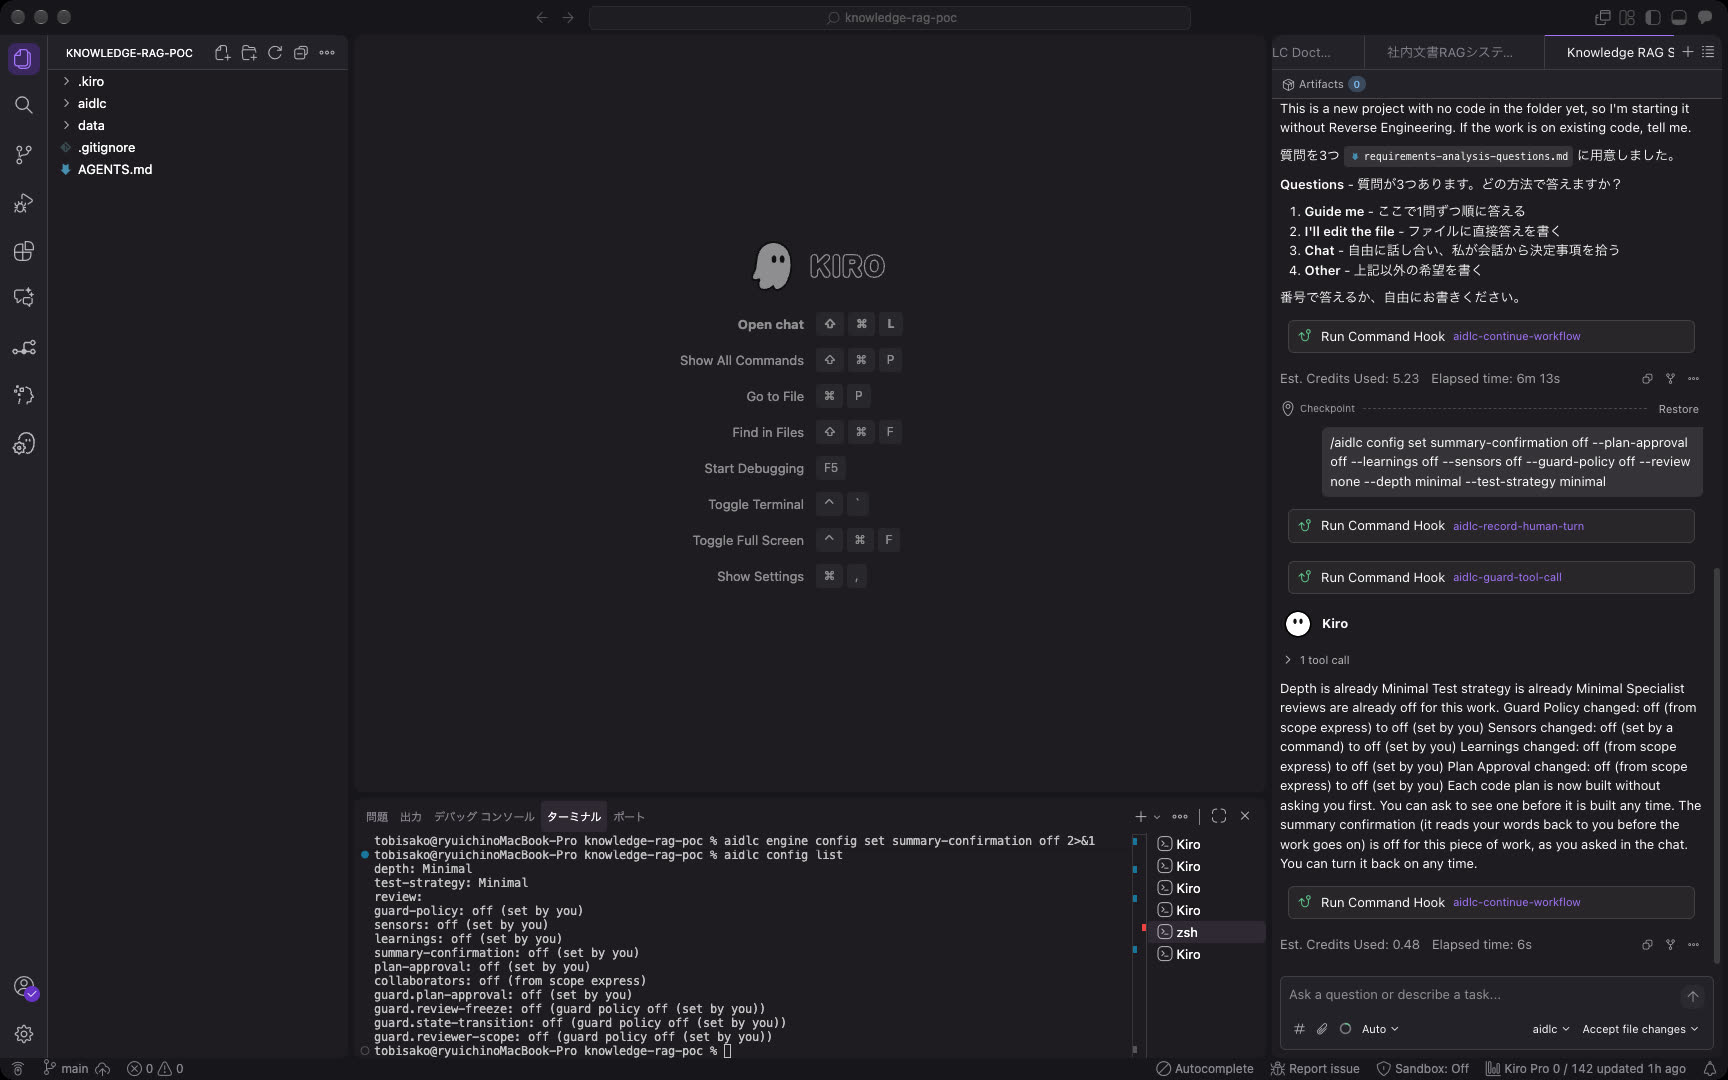 knowledge-rag-poc
KNOWLEDGE-RAG-POC
.kiro
aidlc
data
.gitignore
AGENTS.md
KIRO
Open chat ⇧ ⌘ L
Show All Commands ⇧ ⌘ P
Go to File ⌘ P
Find in Files ⇧ ⌘ F
Start Debugging F5
Toggle Terminal ^ `
Toggle Full Screen ^ ⌘ F
Show Settings ⌘ ,
問題 出力 デバッグ コンソール ターミナル ポート
tobisako@ryuichinoMacBook-Pro knowledge-rag-poc % aidlc engine config set summary-confirmation off 2>&1
tobisako@ryuichinoMacBook-Pro knowledge-rag-poc % aidlc config list
depth: Minimal
test-strategy: Minimal
review:
guard-policy: off (set by you)
sensors: off (set by you)
learnings: off (set by you)
summary-confirmation: off (set by you)
plan-approval: off (set by you)
collaborators: off (from scope express)
guard.plan-approval: off (set by you)
guard.review-freeze: off (guard policy off (set by you))
guard.state-transition: off (guard policy off (set by you))
guard.reviewer-scope: off (guard policy off (set by you))
tobisako@ryuichinoMacBook-Pro knowledge-rag-poc %
Kiro
Kiro
Kiro
Kiro
zsh
Kiro
LC Doct... 社内文書RAGシステ... Knowledge RAG S
Artifacts 0
This is a new project with no code in the folder yet, so I'm starting it
without Reverse Engineering. If the work is on existing code, tell me.
質問を3つ requirements-analysis-questions.md に用意しました。
Questions - 質問が3つあります。どの方法で答えますか？
1. Guide me - ここで1問ずつ順に答える
2. I'll edit the file - ファイルに直接答えを書く
3. Chat - 自由に話し合い、私が会話から決定事項を拾う
4. Other - 上記以外の希望を書く
番号で答えるか、自由にお書きください。
Run Command Hook aidlc-continue-workflow
Est. Credits Used: 5.23 Elapsed time: 6m 13s
Checkpoint Restore
/aidlc config set summary-confirmation off --plan-approval
off --learnings off --sensors off --guard-policy off --review
none --depth minimal --test-strategy minimal
Run Command Hook aidlc-record-human-turn
Run Command Hook aidlc-guard-tool-call
Kiro
1 tool call
Depth is already Minimal Test strategy is already Minimal Specialist
reviews are already off for this work. Guard Policy changed: off (from
scope express) to off (set by you) Sensors changed: off (set by a
command) to off (set by you) Learnings changed: off (from scope
express) to off (set by you) Plan Approval changed: off (from scope
express) to off (set by you) Each code plan is now built without
asking you first. You can ask to see one before it is built any time. The
summary confirmation (it reads your words back to you before the
work goes on) is off for this piece of work, as you asked in the chat.
You can turn it back on any time.
Run Command Hook aidlc-continue-workflow
Est. Credits Used: 0.48 Elapsed time: 6s
Ask a question or describe a task...
# Auto aidlc Accept file changes
main 0 0 Autocomplete Report issue Sandbox: Off Kiro Pro 0 / 142 updated 1h ago